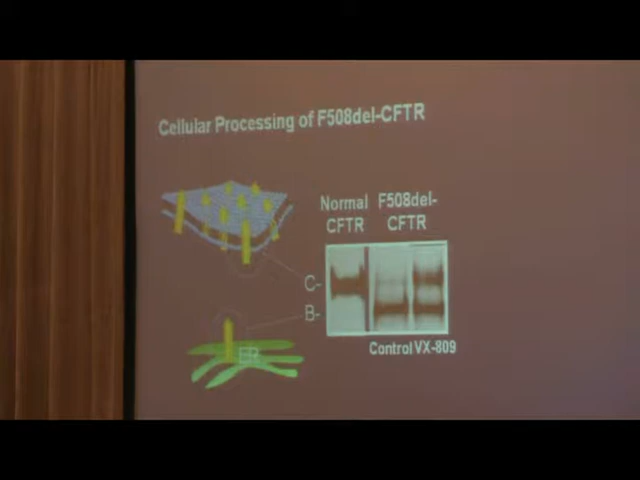 Cellular Processing of F508del-CFTR
Normal CFTR
F508del-CFTR
C-
B-
ER
Control VX-809